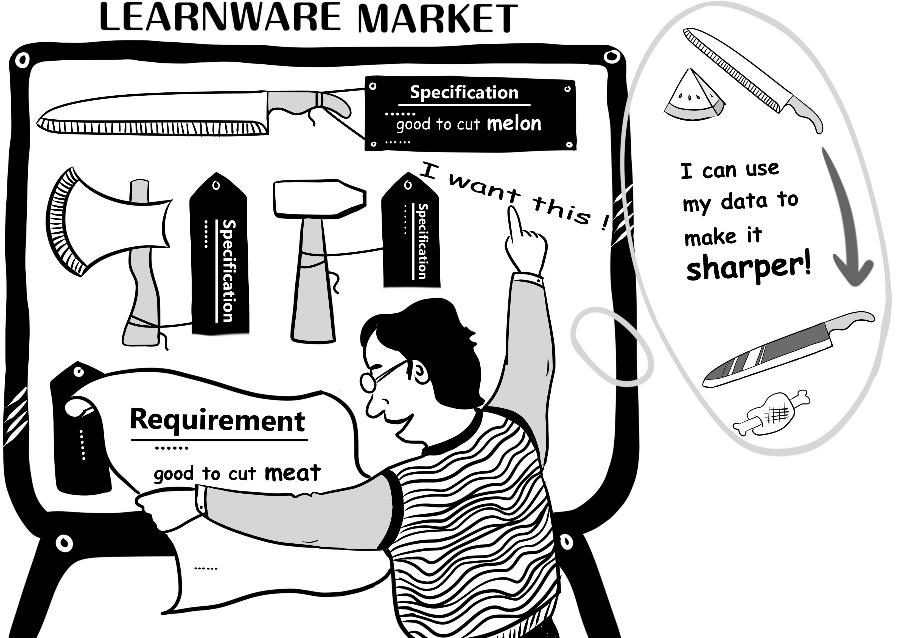 LEARNWARE MARKET
Specification
......
good to cut melon
......
I want this !
Specification
......
Specification
......
Requirement
......
good to cut meat
......
I can use
my data to
make it
sharper!